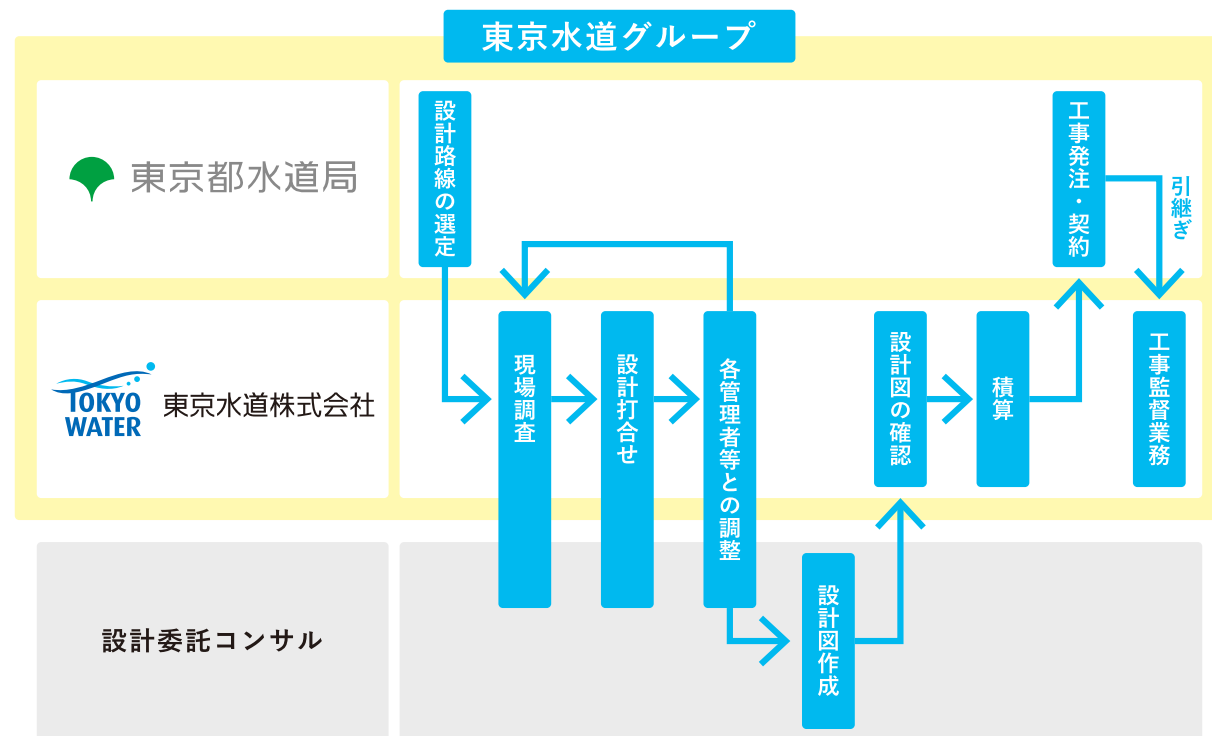 東京水道グループ
東京都水道局
設計路線の選定
工事発注・契約
引継ぎ
TOKYO
WATER
東京水道株式会社
現場調査
設計打合せ
各管理者等との調整
設計図の確認
積算
工事監督業務
設計委託コンサル
設計図作成